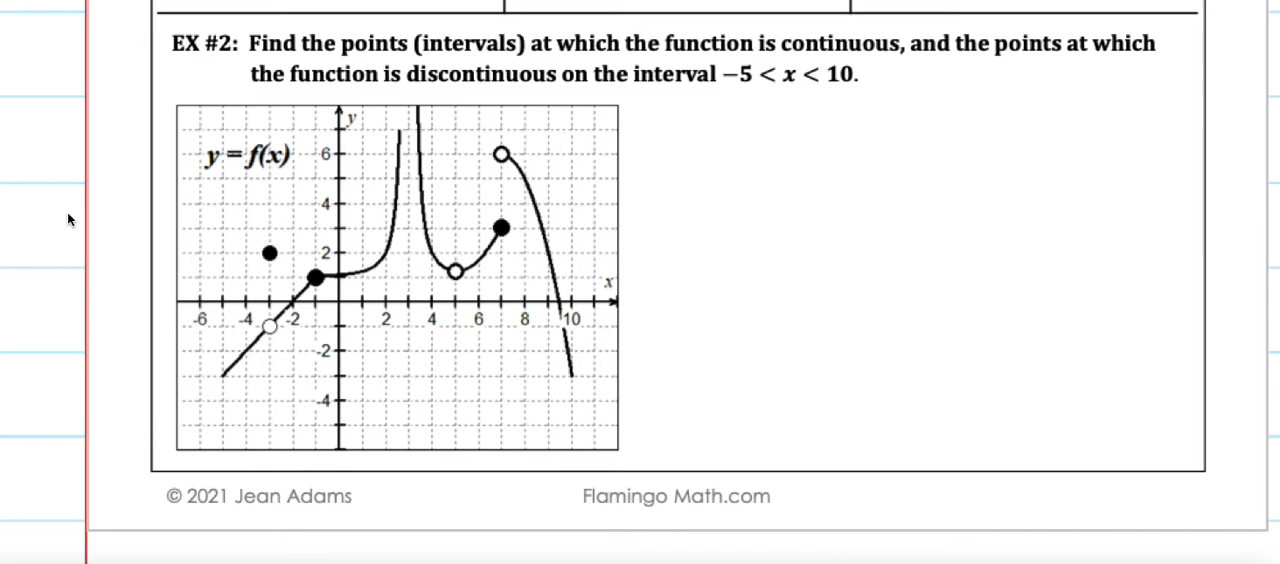 EX #2: Find the points (intervals) at which the function is continuous, and the points at which
the function is discontinuous on the interval −5 < x < 10.
y
y = f(x)
6
4
2
x
-6 -4 -2 2 4 6 8 10
-2
-4
© 2021 Jean Adams Flamingo Math.com